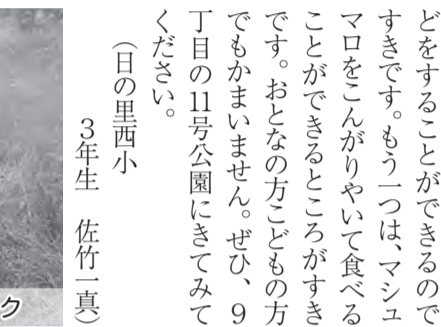 どをすることができるので
すきです。もう一つは、マシュ
マロをこんがりやいて食べる
ことができるところがすき
です。おとなの方こどもの方
でもかまいません。ぜひ、9
丁目の11号公園にきてみて
ください。
(日の里西小
3年生　佐竹一真)
ク